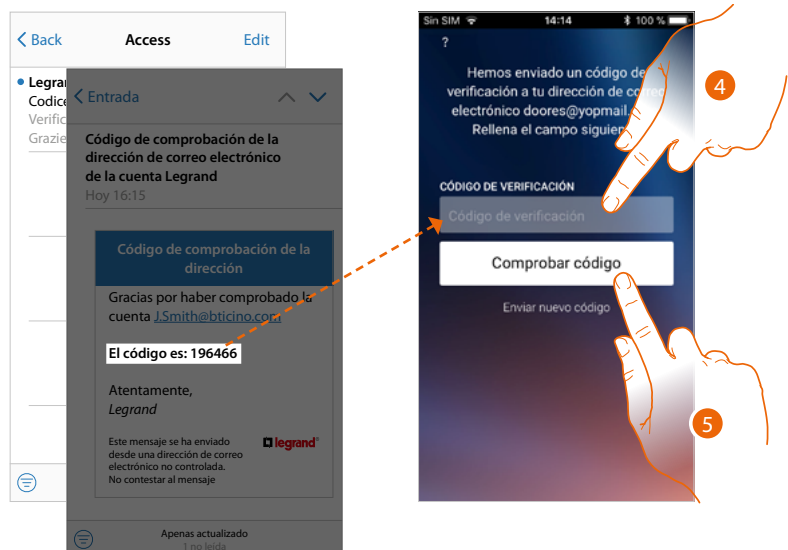 Back
Access
Edit
Codice
Grazie
Entrada
Código de comprobación de la
dirección de correo electrónico
de la cuenta Legrand
Hoy 16:15
Código de comprobación de la
dirección
Gracias por haber comprobado la
cuenta J.Smith@bticino.com
El código es: 196466
Atentamente,
Legrand
Este mensaje se ha enviado
desde una dirección de correo
electrónico no controlada.
No contestar al mensaje
legrand®
Apenas actualizado
1 no leida
Sin SIM
14:14
100 %
?
Hemos enviado un código de
verificación a tu dirección de
electrónico doores@yopmail.
Rellena el campo
CÓDIGO DE VERIFICACIÓN
Código de verificación
Comprobar código
Enviar nuevo código
4
5